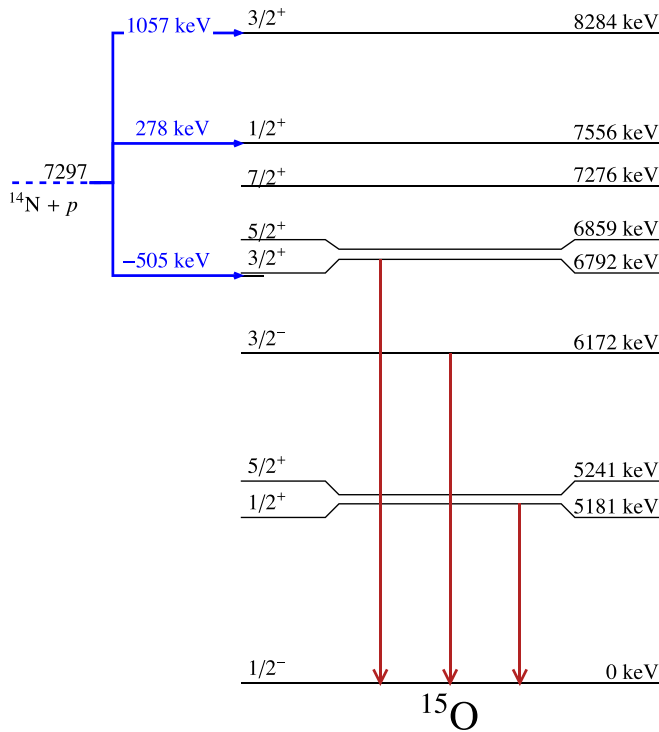 1057 keV 3/2⁺ 8284 keV
278 keV 1/2⁺ 7556 keV
7297 7/2⁺ 7276 keV
¹⁴N + p
5/2⁺ 6859 keV
−505 keV 3/2⁺ 6792 keV
3/2⁻ 6172 keV
5/2⁺ 5241 keV
1/2⁺ 5181 keV
1/2⁻ 0 keV
¹⁵O